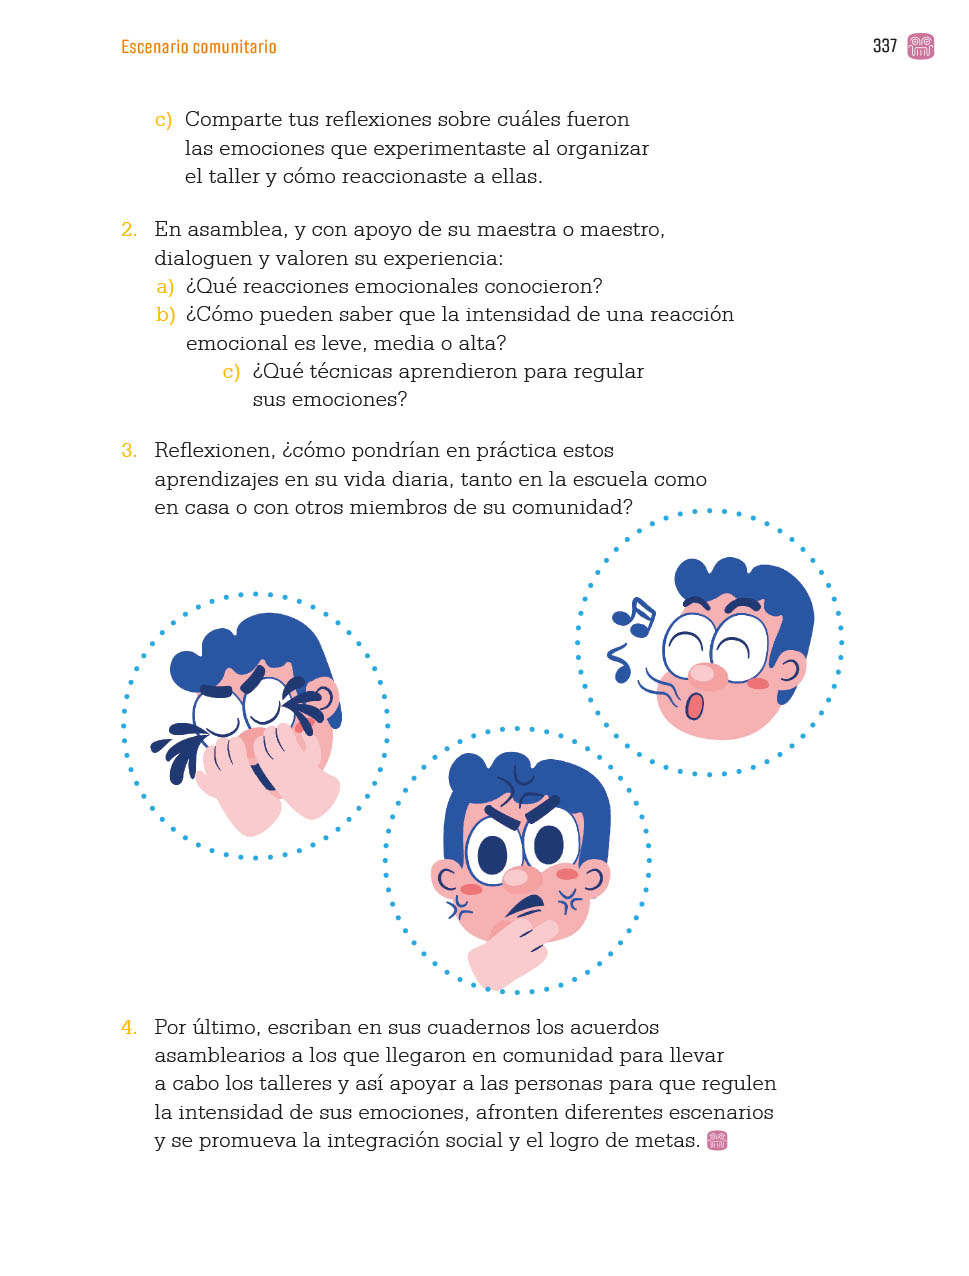 Escenario comunitario
337
c) Comparte tus reflexiones sobre cuáles fueron
las emociones que experimentaste al organizar
el taller y cómo reaccionaste a ellas.
2. En asamblea, y con apoyo de su maestra o maestro,
dialoguen y valoren su experiencia:
a) ¿Qué reacciones emocionales conocieron?
b) ¿Cómo pueden saber que la intensidad de una reacción
emocional es leve, media o alta?
c) ¿Qué técnicas aprendieron para regular
sus emociones?
3. Reflexionen, ¿cómo pondrían en práctica estos
aprendizajes en su vida diaria, tanto en la escuela como
en casa o con otros miembros de su comunidad?
4. Por último, escriban en sus cuadernos los acuerdos
asamblearios a los que llegaron en comunidad para llevar
a cabo los talleres y así apoyar a las personas para que regulen
la intensidad de sus emociones, afronten diferentes escenarios
y se promueva la integración social y el logro de metas.